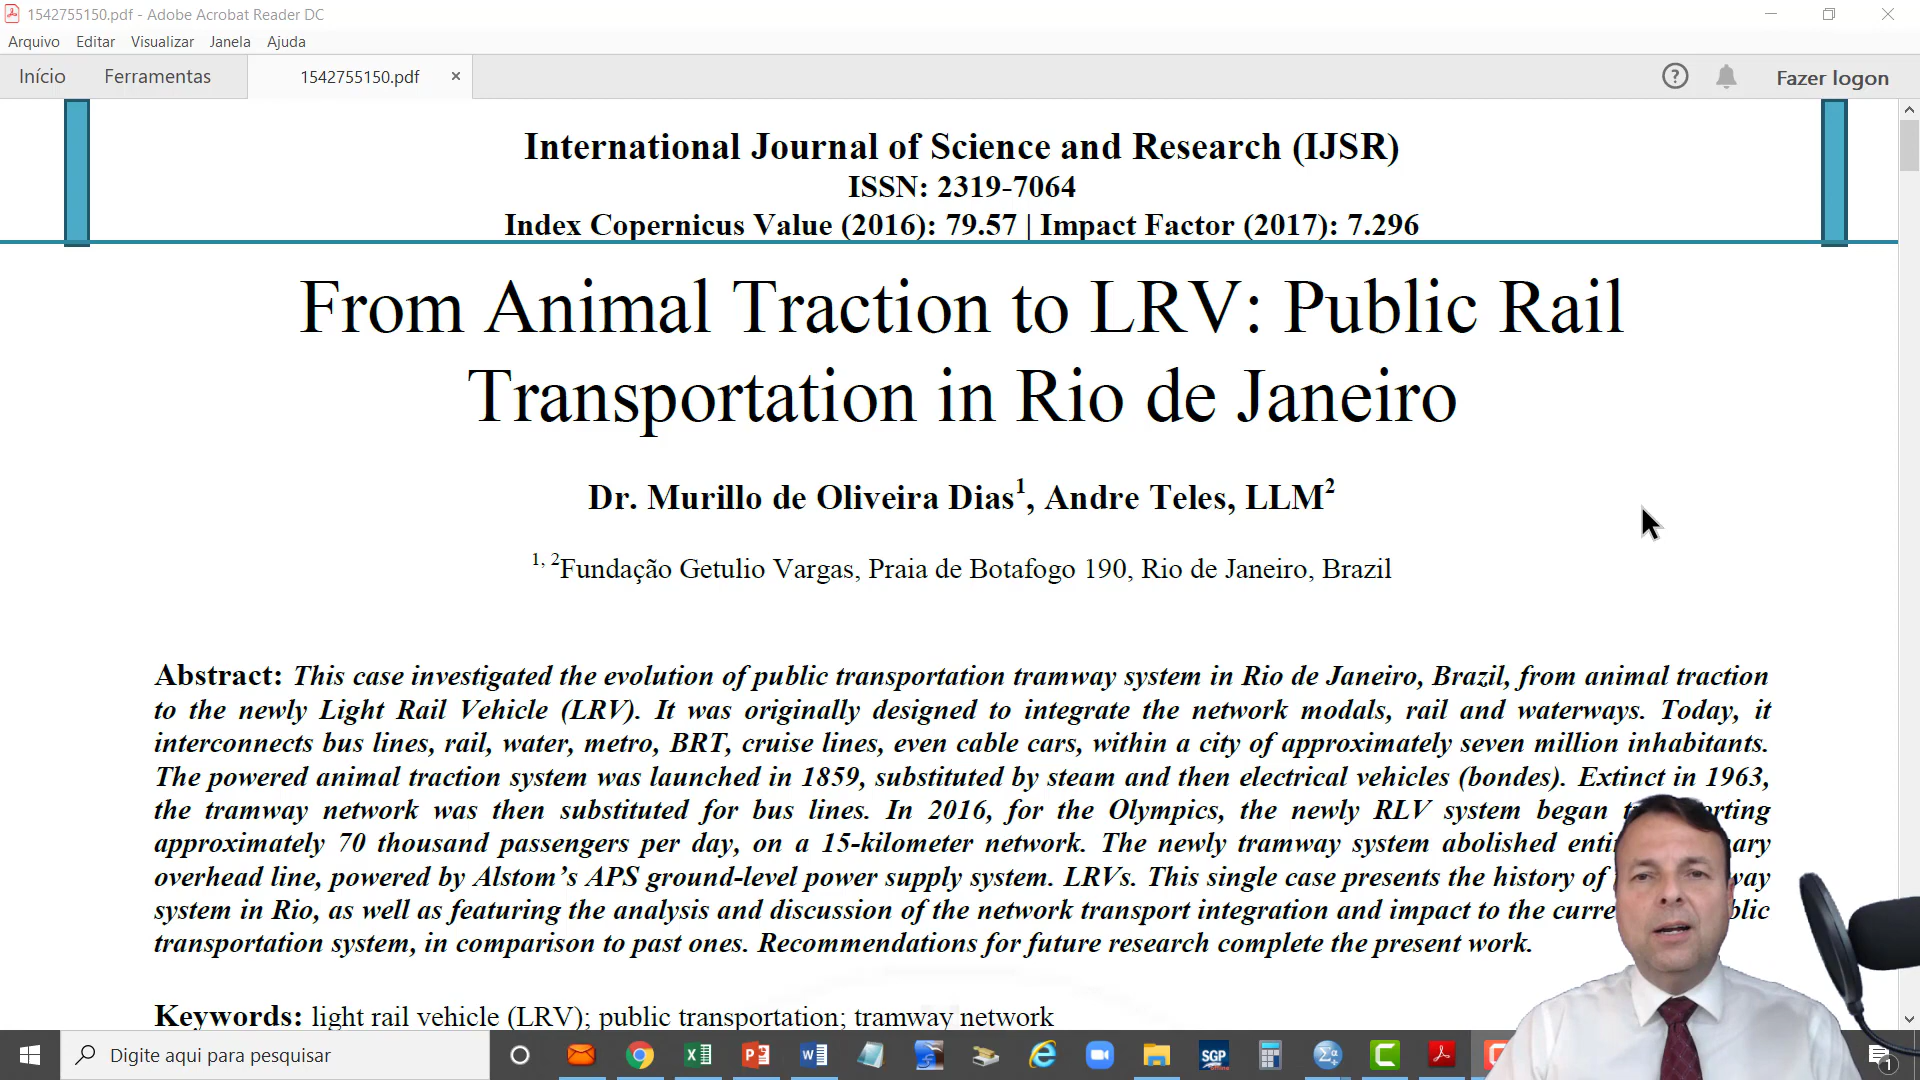 1542755150.pdf - Adobe Acrobat Reader DC
Arquivo Editar Visualizar Janela Ajuda
Início Ferramentas 1542755150.pdf × Fazer logon
International Journal of Science and Research (IJSR)
ISSN: 2319-7064
Index Copernicus Value (2016): 79.57 | Impact Factor (2017): 7.296
From Animal Traction to LRV: Public Rail
Transportation in Rio de Janeiro
Dr. Murillo de Oliveira Dias1, Andre Teles, LLM2
1, 2Fundação Getulio Vargas, Praia de Botafogo 190, Rio de Janeiro, Brazil
Abstract: This case investigated the evolution of public transportation tramway system in Rio de Janeiro, Brazil, from animal traction
to the newly Light Rail Vehicle (LRV). It was originally designed to integrate the network modals, rail and waterways. Today, it
interconnects bus lines, rail, water, metro, BRT, cruise lines, even cable cars, within a city of approximately seven million inhabitants.
The powered animal traction system was launched in 1859, substituted by steam and then electrical vehicles (bondes). Extinct in 1963,
the tramway network was then substituted for bus lines. In 2016, for the Olympics, the newly RLV system began
approximately 70 thousand passengers per day, on a 15-kilometer network. The newly tramway system abolished
overhead line, powered by Alstom's APS ground-level power supply system. LRVs. This single case presents the history of
system in Rio, as well as featuring the analysis and discussion of the network transport integration and impact to the
transportation system, in comparison to past ones. Recommendations for future research complete the present work.
Keywords: light rail vehicle (LRV); public transportation; tramway network
Digite aqui para pesquisar SGP 1